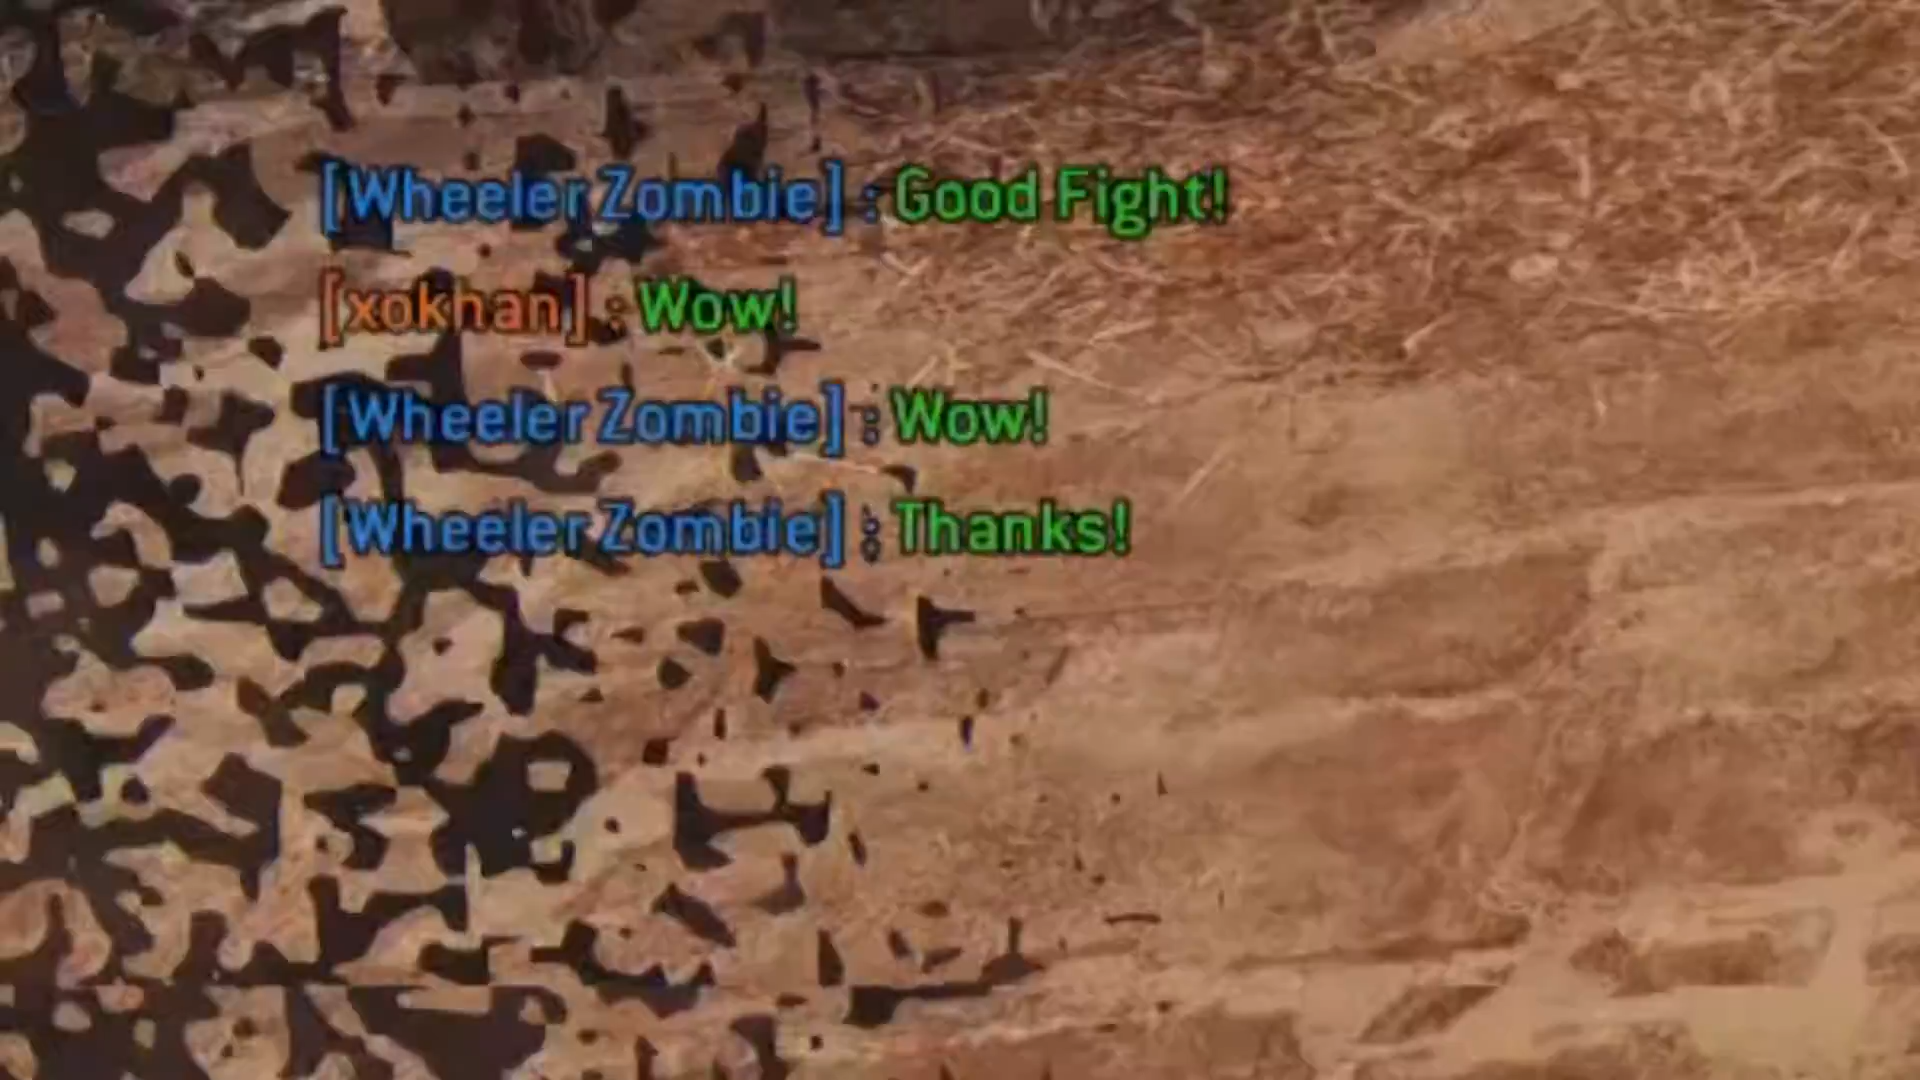 [Wheeler Zombie] : Good Fight!
[xokhan] : Wow!
[Wheeler Zombie] : Wow!
[Wheeler Zombie] : Thanks!